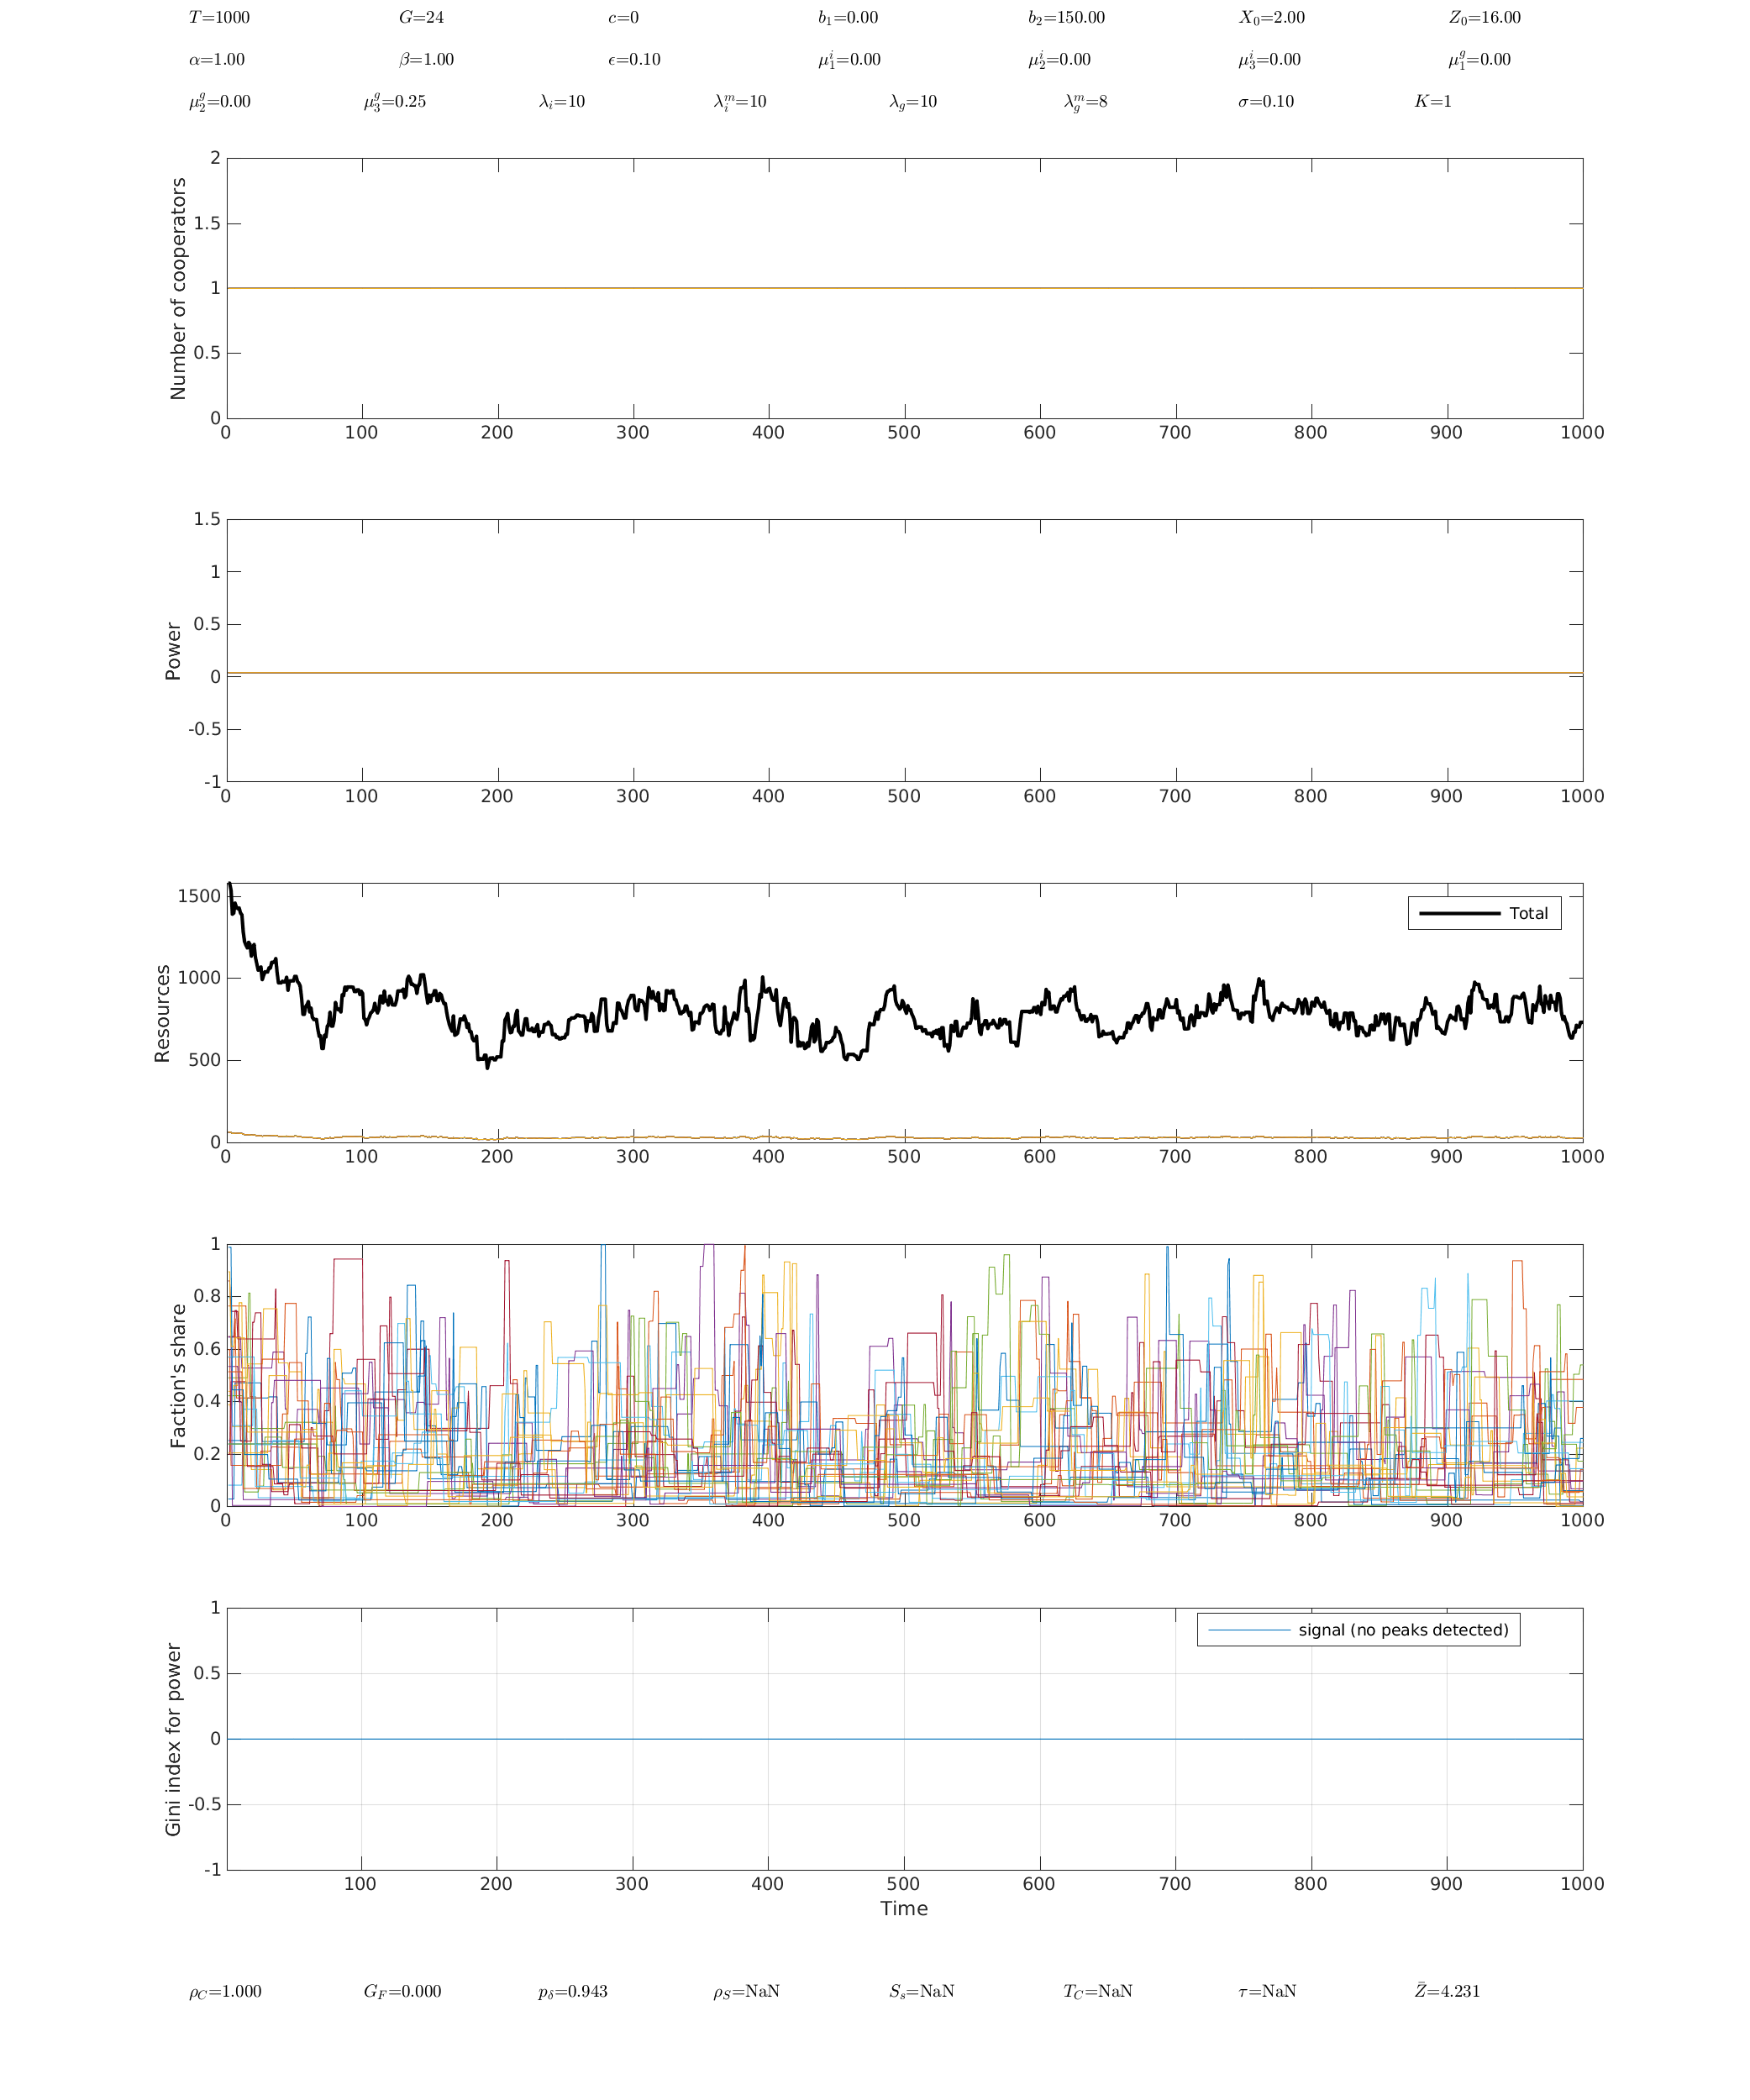 T=1000 G=24 c=0 b₁=0.00 b₂=150.00 X₀=2.00 Z₀=16.00
α=1.00 β=1.00 ϵ=0.10 μ₁ⁱ=0.00 μ₂ⁱ=0.00 μ₃ⁱ=0.00 μ₁ᵍ=0.00
μ₂ᵍ=0.00 μ₃ᵍ=0.25 λᵢ=10 λᵢᵐ=10 λ_g=10 λ_gᵐ=8 σ=0.10 K=1
Number of cooperators
2
1.5
1
0.5
0
0 100 200 300 400 500 600 700 800 900 1000
Power
1.5
1
0.5
0
-0.5
-1
0 100 200 300 400 500 600 700 800 900 1000
Resources
1500
1000
500
0
Total
0 100 200 300 400 500 600 700 800 900 1000
Faction's share
1
0.8
0.6
0.4
0.2
0
0 100 200 300 400 500 600 700 800 900 1000
Gini index for power
1
0.5
0
-0.5
-1
signal (no peaks detected)
100 200 300 400 500 600 700 800 900 1000
Time
ρ_C=1.000 G_F=0.000 p_δ=0.943 ρ_S=NaN S_s=NaN T_C=NaN τ=NaN Z̄=4.231